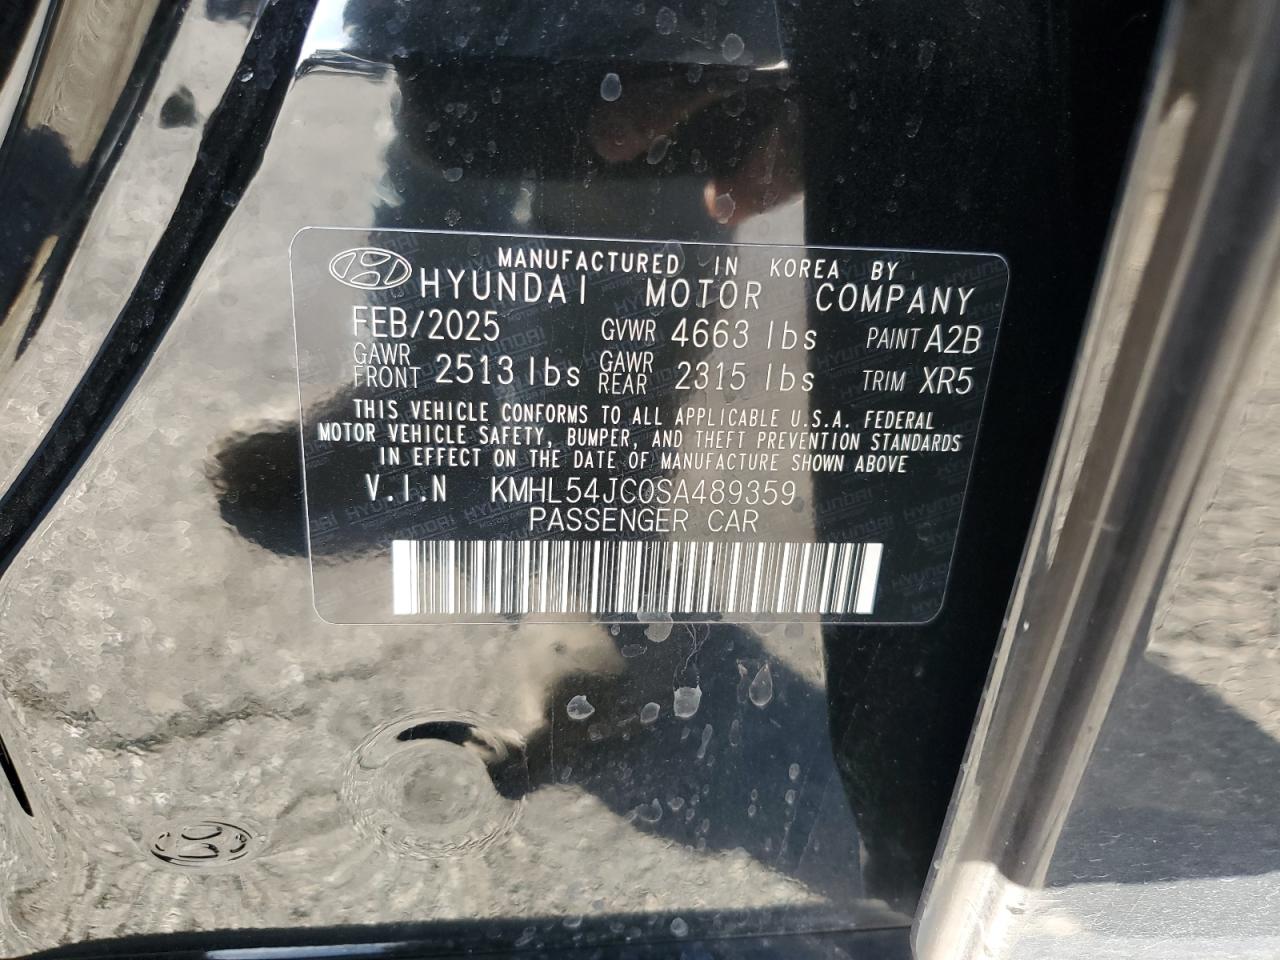 MANUFACTURED IN KOREA BY
HYUNDAI MOTOR COMPANY
FEB/2025 GVWR 4663 lbs PAINT A2B
GAWR FRONT 2513 lbs GAWR REAR 2315 lbs TRIM XR5
THIS VEHICLE CONFORMS TO ALL APPLICABLE U.S.A. FEDERAL
MOTOR VEHICLE SAFETY, BUMPER, AND THEFT PREVENTION STANDARDS
IN EFFECT ON THE DATE OF MANUFACTURE SHOWN ABOVE
V.I.N KMHL54JC0SA489359
PASSENGER CAR